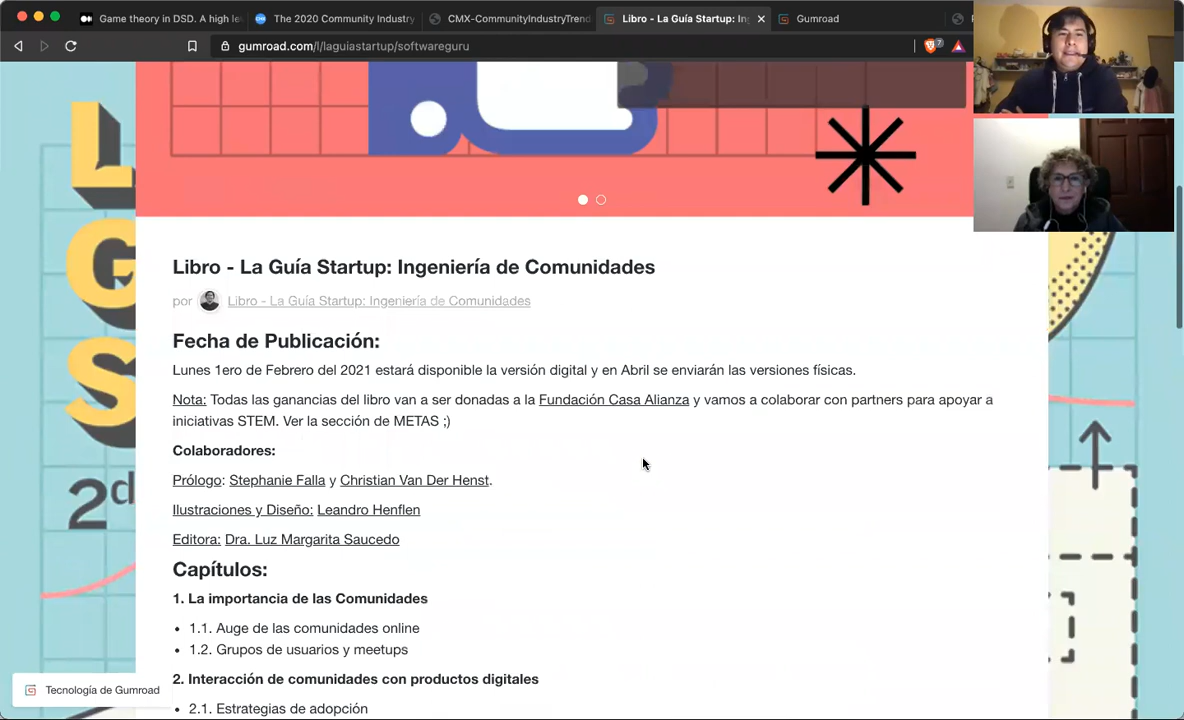 Game theory in DSD. A high le
The 2020 Community Industry
CMX-CommunityIndustryTrend
Libro - La Guía Startup: In
Gumroad
gumroad.com/l/laguiastartup/softwareguru
7
L
G
S
2d
Libro - La Guía Startup: Ingeniería de Comunidades
por Libro - La Guía Startup: Ingeniería de Comunidades
Fecha de Publicación:
Lunes 1ero de Febrero del 2021 estará disponible la versión digital y en Abril se enviarán las versiones físicas.
Nota: Todas las ganancias del libro van a ser donadas a la Fundación Casa Alianza y vamos a colaborar con partners para apoyar a
iniciativas STEM. Ver la sección de METAS ;)
Colaboradores:
Prólogo: Stephanie Falla y Christian Van Der Henst.
Ilustraciones y Diseño: Leandro Henflen
Editora: Dra. Luz Margarita Saucedo
Capítulos:
1. La importancia de las Comunidades
• 1.1. Auge de las comunidades online
• 1.2. Grupos de usuarios y meetups
2. Interacción de comunidades con productos digitales
• 2.1. Estrategias de adopción
Tecnología de Gumroad